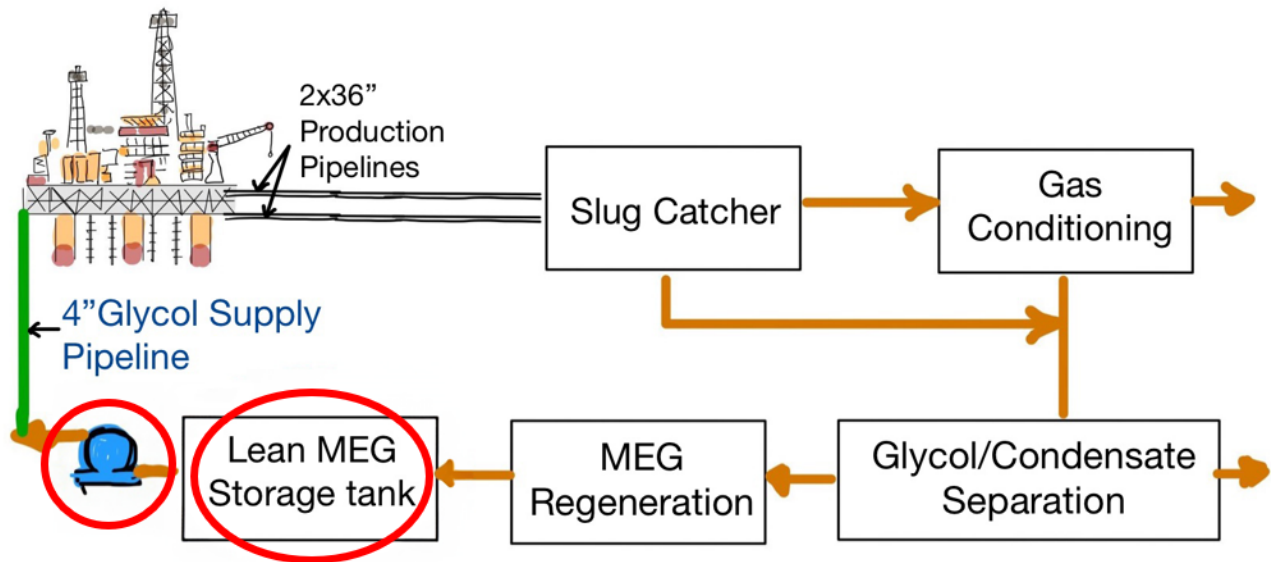 2x36”
Production
Pipelines
Slug Catcher
Gas
Conditioning
4”Glycol Supply
Pipeline
Lean MEG
Storage tank
MEG
Regeneration
Glycol/Condensate
Separation